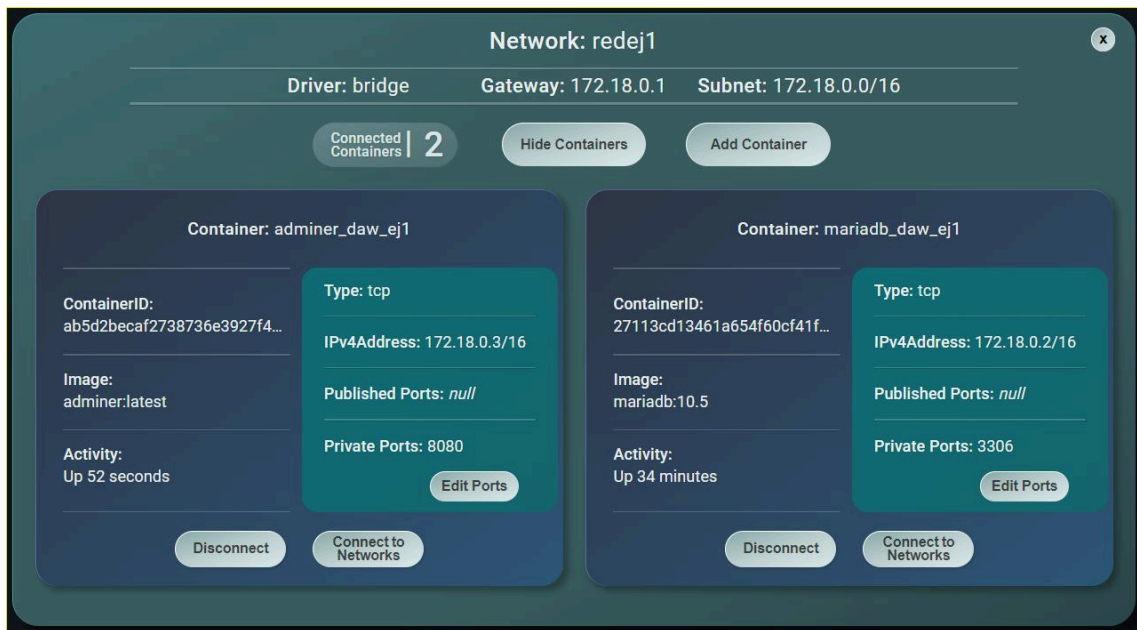 Network: redej1
x
Driver: bridge Gateway: 172.18.0.1 Subnet: 172.18.0.0/16
Connected Containers | 2
Hide Containers
Add Container
Container: adminer_daw_ej1
ContainerID:
ab5d2becaf2738736e3927f4...
Image:
adminer:latest
Activity:
Up 52 seconds
Type: tcp
IPv4Address: 172.18.0.3/16
Published Ports: null
Private Ports: 8080
Edit Ports
Disconnect
Connect to
Networks
Container: mariadb_daw_ej1
ContainerID:
27113cd13461a654f60cf41f...
Image:
mariadb:10.5
Activity:
Up 34 minutes
Type: tcp
IPv4Address: 172.18.0.2/16
Published Ports: null
Private Ports: 3306
Edit Ports
Disconnect
Connect to
Networks